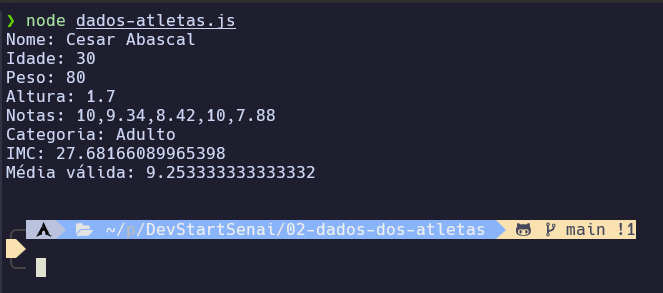 ❯ node dados-atletas.js
Nome: Cesar Abascal
Idade: 30
Peso: 80
Altura: 1.7
Notas: 10,9.34,8.42,10,7.88
Categoria: Adulto
IMC: 27.68166089965398
Média válida: 9.253333333333332
~/p/DevStartSenai/02-dados-dos-atletas main !1